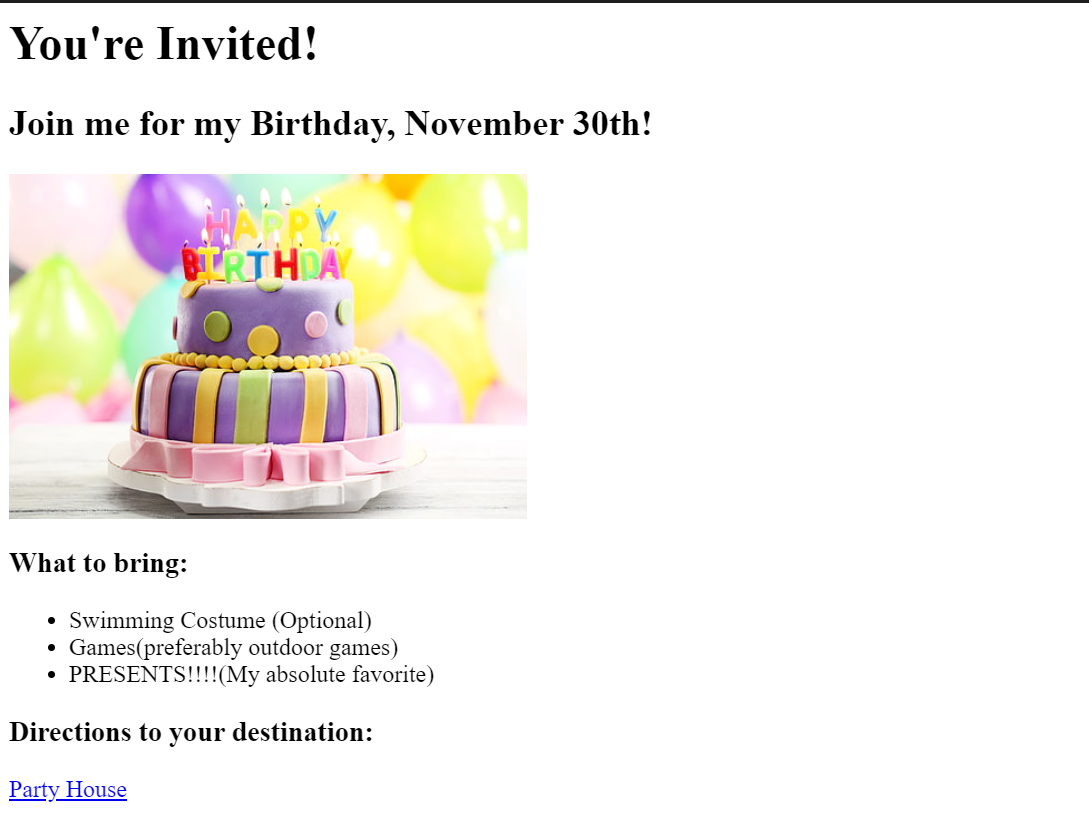 You're Invited!
Join me for my Birthday, November 30th!
HAPPY
BIRTHDAY
What to bring:
Swimming Costume (Optional)
Games(preferably outdoor games)
PRESENTS!!!!(My absolute favorite)
Directions to your destination:
Party House